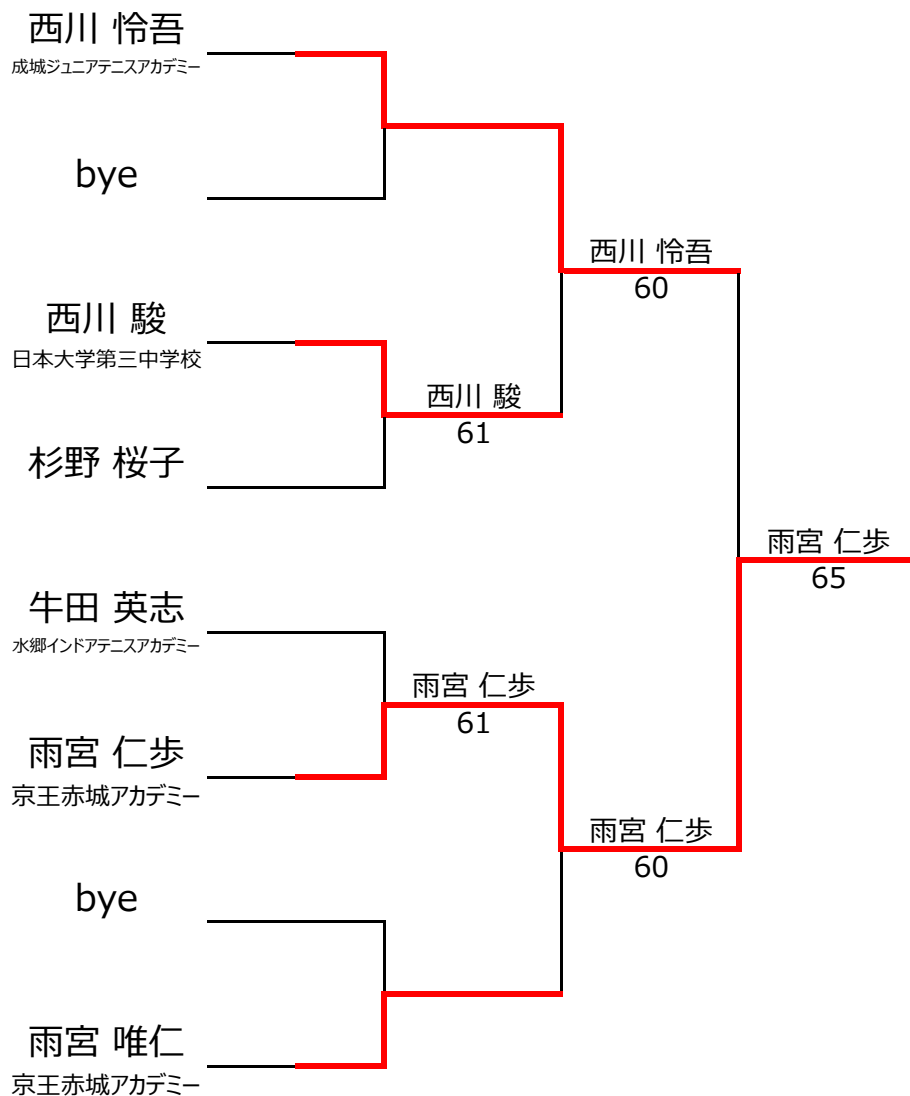 西川 怜吾
成城ジュニアテニスアカデミー
bye
西川 怜吾
60
西川 駿
日本大学第三中学校
西川 駿
61
杉野 桜子
雨宮 仁歩
65
牛田 英志
水郷インドアテニスアカデミー
雨宮 仁歩
61
雨宮 仁歩
京王赤城アカデミー
雨宮 仁歩
60
bye
雨宮 唯仁
京王赤城アカデミー